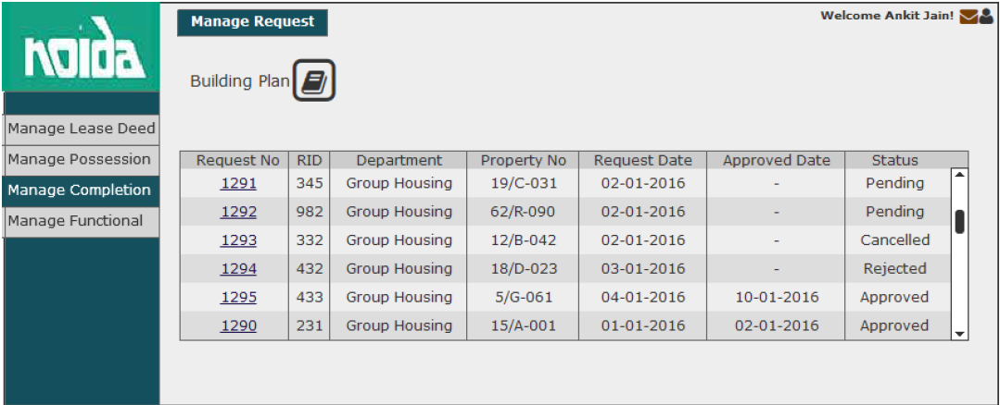 noida
Manage Request
Welcome Ankit Jain!
Building Plan
Manage Lease Deed
Manage Possession
Manage Completion
Manage Functional
Request No RID Department Property No Request Date Approved Date Status
1291 345 Group Housing 19/C-031 02-01-2016 - Pending
1292 982 Group Housing 62/R-090 02-01-2016 - Pending
1293 332 Group Housing 12/B-042 02-01-2016 - Cancelled
1294 432 Group Housing 18/D-023 03-01-2016 - Rejected
1295 433 Group Housing 5/G-061 04-01-2016 10-01-2016 Approved
1290 231 Group Housing 15/A-001 01-01-2016 02-01-2016 Approved